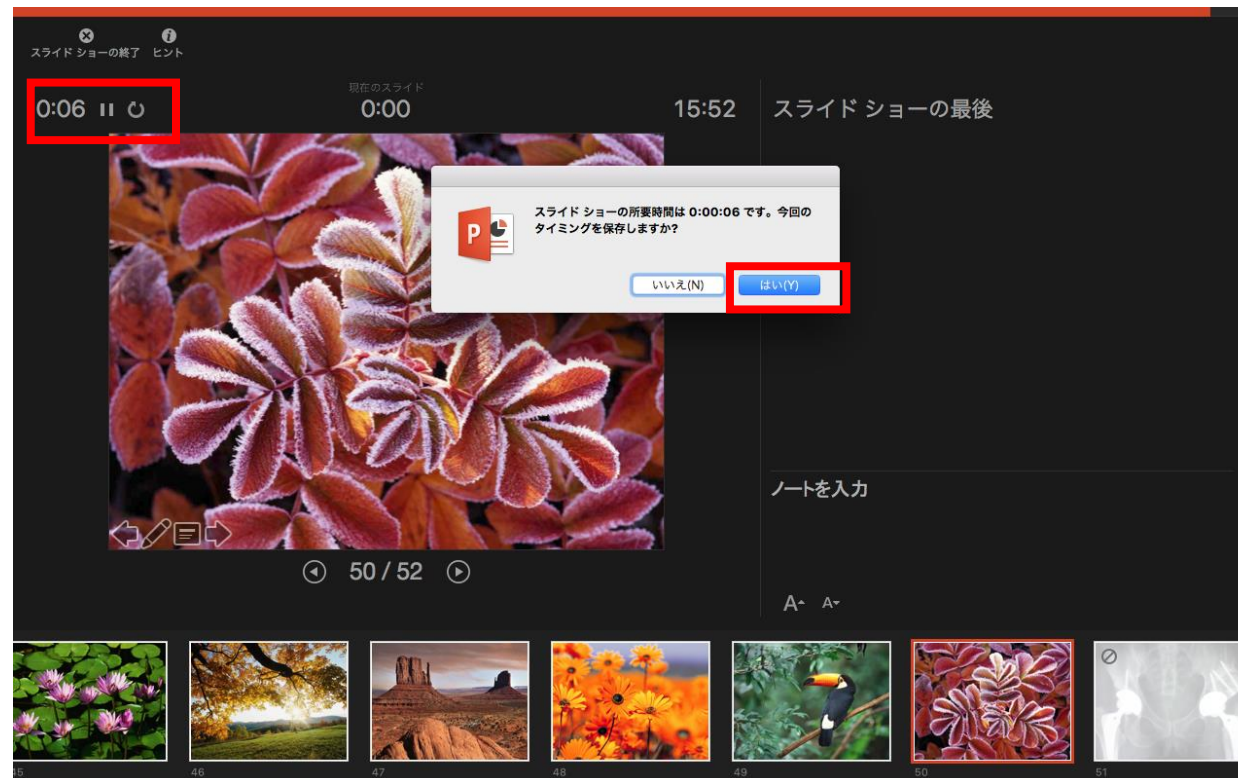 スライド ショーの終了 ヒント
現在のスライド
0:06 0:00 15:52 スライド ショーの最後
スライド ショーの所要時間は 0:00:06 です。今回の
タイミングを保存しますか?
P
いいえ(N) はい(Y)
ノートを入力
50 / 52
A A
45 46 47 48 49 50 51